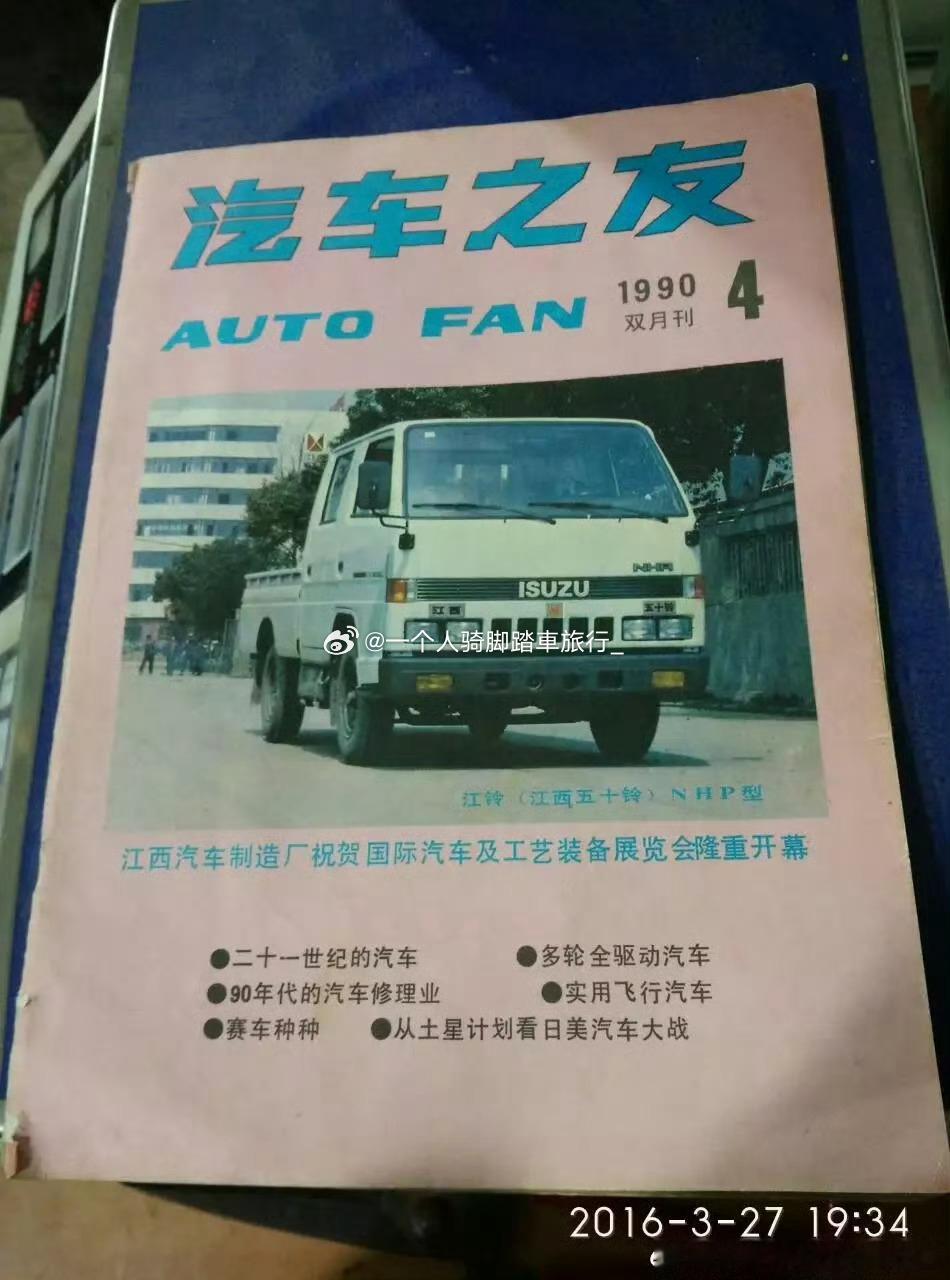 汽车之友
AUTO FAN
1990
双月刊
4
NHR
ISUZU
江西
五十铃
@一个人骑脚踏車旅行_
江铃（江西五十铃）NHP型
江西汽车制造厂祝贺国际汽车及工艺装备展览会隆重开幕
●二十一世纪的汽车 ●多轮全驱动汽车
●90年代的汽车修理业 ●实用飞行汽车
●赛车种种 ●从土星计划看日美汽车大战
2016-3-27 19:34